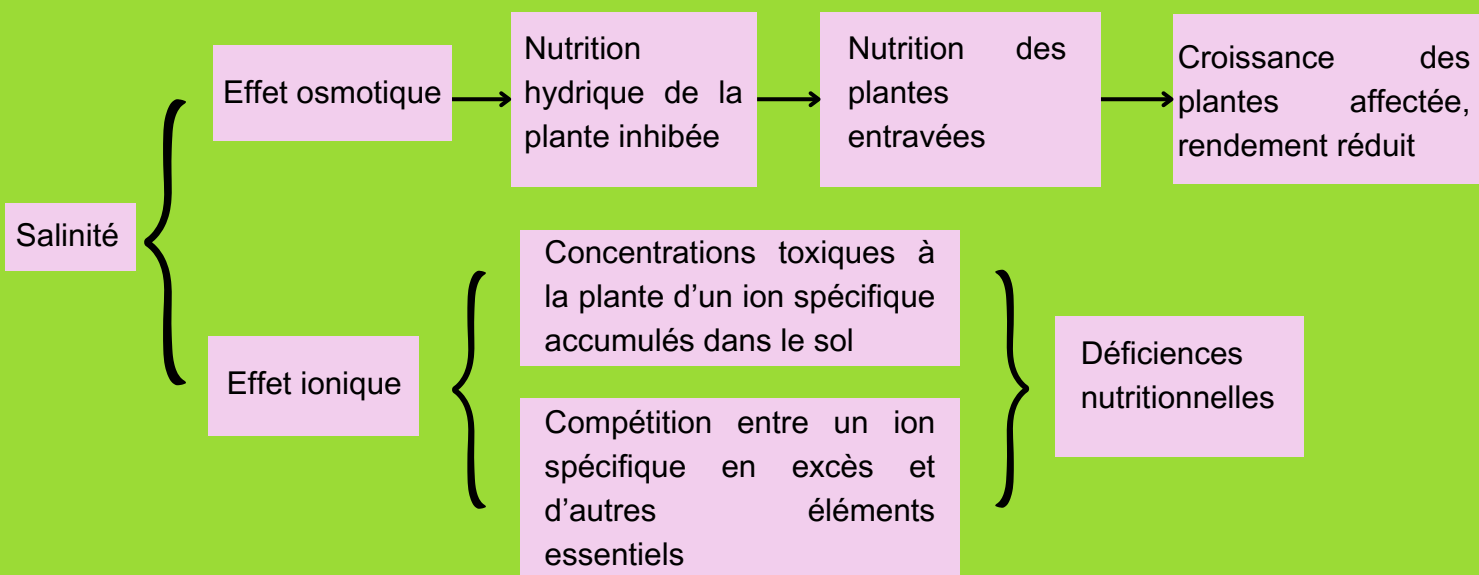 Salinité
Effet osmotique
Nutrition
hydrique de la
plante inhibée
Nutrition des
plantes
entravées
Croissance des
plantes affectée,
rendement réduit
Effet ionique
Concentrations toxiques à
la plante d’un ion spécifique
accumulés dans le sol
Compétition entre un ion
spécifique en excès et
d’autres éléments
essentiels
Déficiences
nutritionnelles